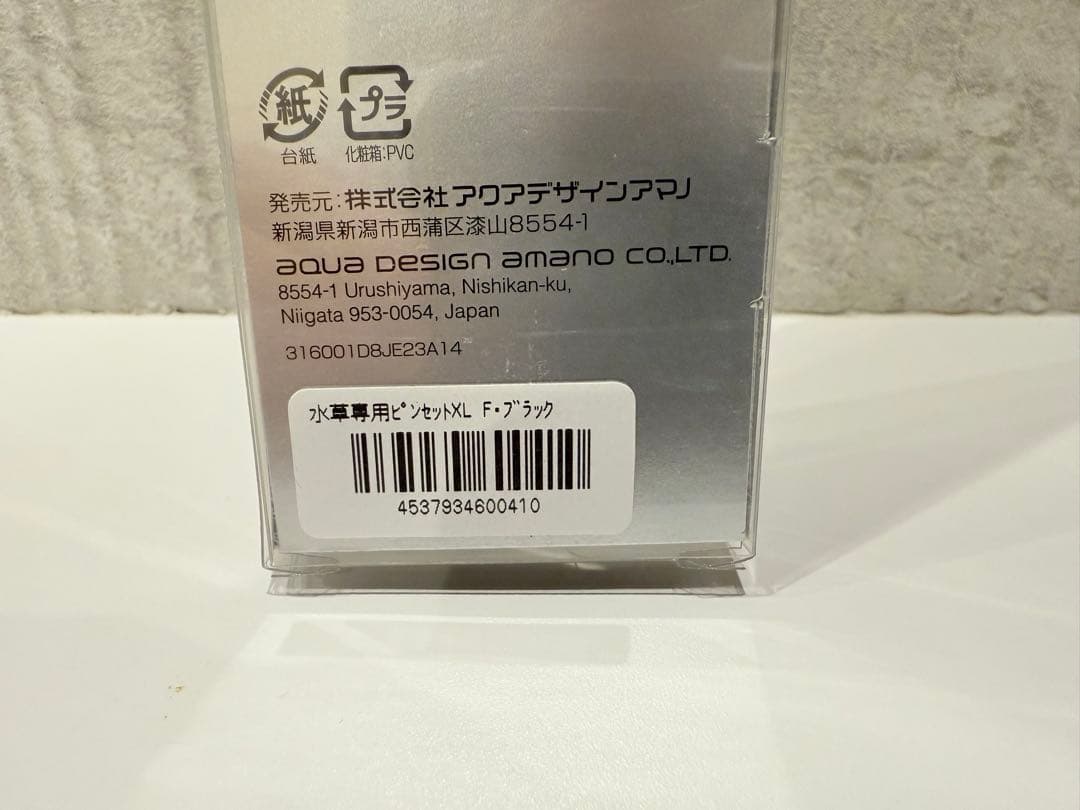 紙 プラ
台紙 化粧箱:PVC
発売元:株式会社アクアデザインアマノ
新潟県新潟市西蒲区漆山8554-1
aqua Design amano CO.,LTD.
8554-1 Urushiyama, Nishikan-ku,
Niigata 953-0054, Japan
316001D8JE23A14
水草専用ピンセットXL F・ブラック
4537934600410